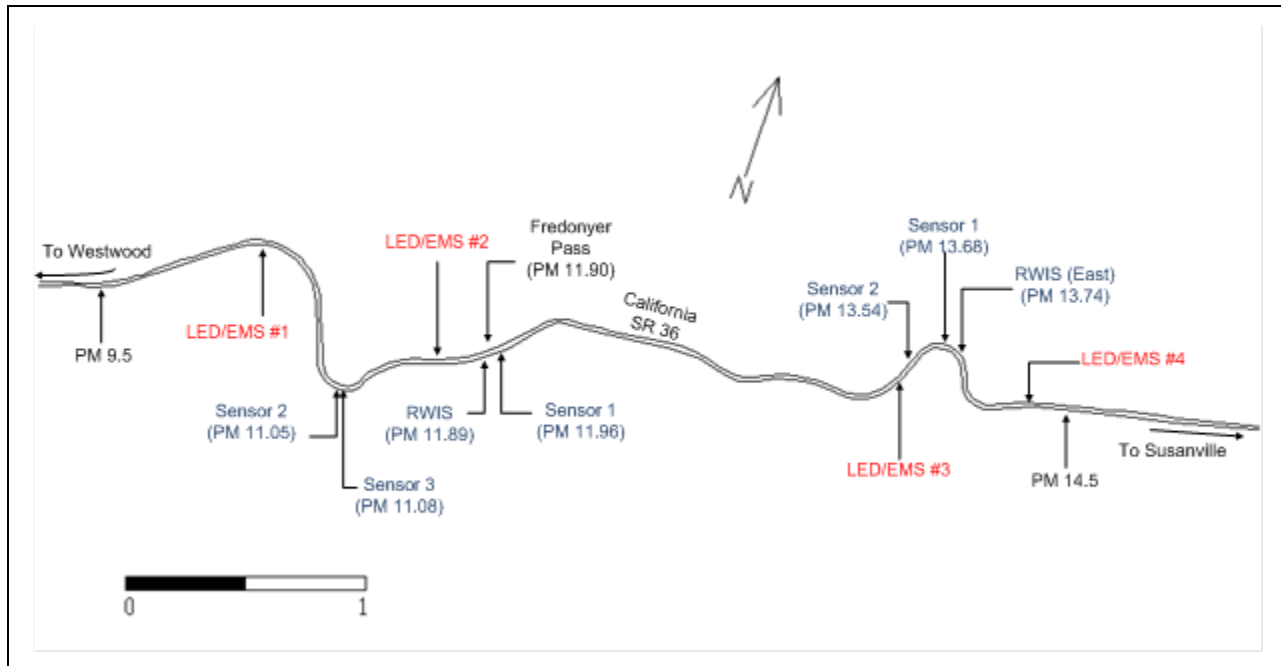 N
Sensor 1
(PM 13.68)
Fredonyer
Pass
(PM 11.90)
LED/EMS #2
To Westwood
RWIS (East)
(PM 13.74)
Sensor 2
(PM 13.54)
California
SR 36
LED/EMS #1
PM 9.5
LED/EMS #4
Sensor 2
(PM 11.05)
RWIS
(PM 11.89)
Sensor 1
(PM 11.96)
To Susanville
LED/EMS #3
PM 14.5
Sensor 3
(PM 11.08)
0
1